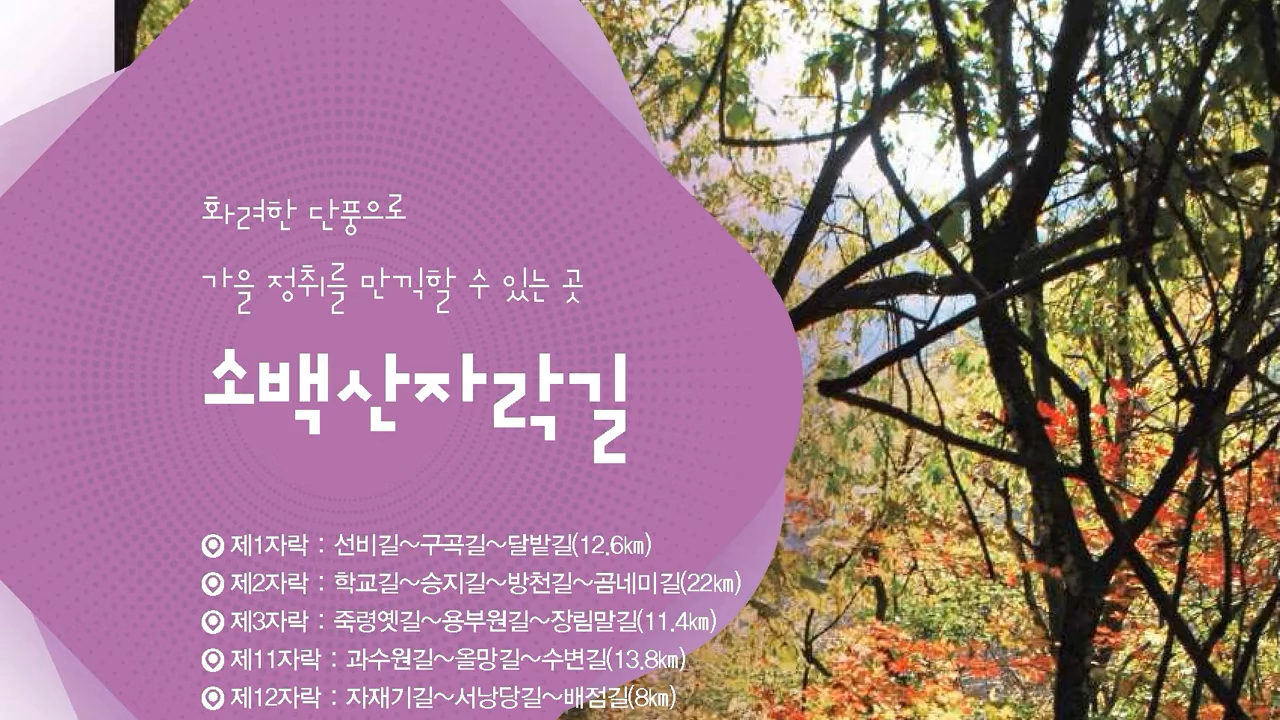 화려한 단풍으로
가을 정취를 만끽할 수 있는 곳
소백산자락길
제1자락 : 선비길~구곡길~달밭길(12.6㎞)
제2자락 : 학교길~승지길~방천길~곰네미길(22㎞)
제3자락 : 죽령옛길~용부원길~장림말길(11.4㎞)
제11자락 : 과수원길~올망길~수변길(13.8㎞)
제12자락 : 자재기길~서낭당길~배점길(8㎞)